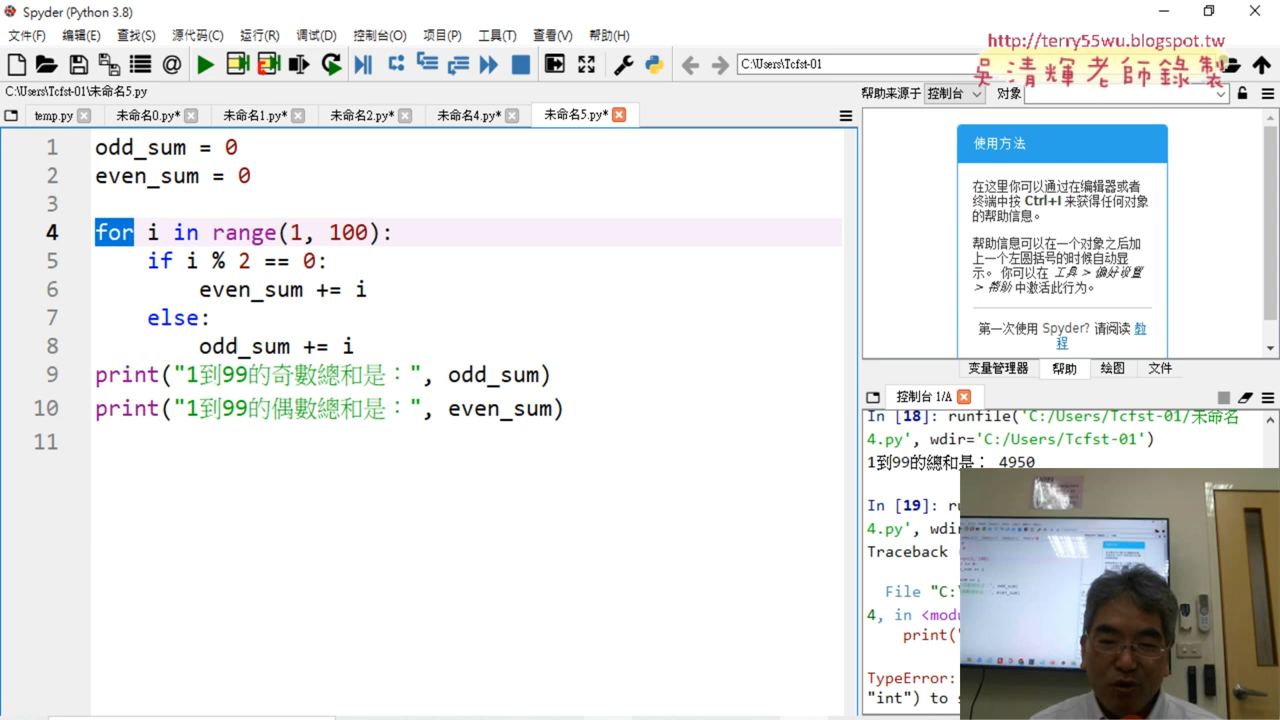 Spyder (Python 3.8)
文件(F) 编辑(E) 查找(S) 源代码(C) 运行(R) 调试(D) 控制台(O) 项目(P) 工具(T) 查看(V) 帮助(H)
http://terry55wu.blogspot.tw
吳清輝老師錄製
C:\Users\Tcfst-01
C:\Users\Tcfst-01\未命名5.py
帮助来源于 控制台 对象
temp.py 未命名0.py* 未命名1.py* 未命名2.py* 未命名4.py* 未命名5.py*
1 odd_sum = 0
2 even_sum = 0
3
4 for i in range(1, 100):
5 if i % 2 == 0:
6 even_sum += i
7 else:
8 odd_sum += i
9 print("1到99的奇數總和是：", odd_sum)
10 print("1到99的偶數總和是：", even_sum)
11
使用方法
在这里你可以通过在编辑器或者
终端中按 Ctrl+I 来获得任何对象
的帮助信息。
帮助信息可以在一个对象之后加
上一个左圆括号的时候自动显
示。 你可以在 工具 > 偏好设置
> 帮助 中激活此行为。
第一次使用 Spyder? 请阅读 教
程
变量管理器 帮助 绘图 文件
控制台 1/A
In [18]: runfile('C:/Users/Tcfst-01/未命名
4.py', wdir='C:/Users/Tcfst-01')
1到99的總和是： 4950
In [19]: ru
4.py', wdir
Traceback
File "C:
4, in <modu
print('
TypeError:
"int") to s